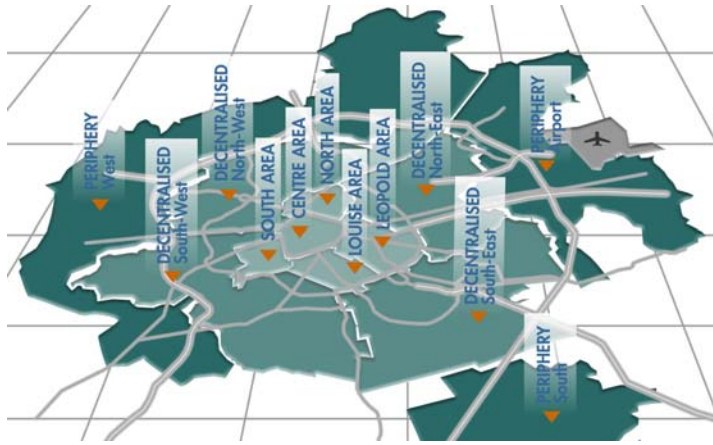 PERIPHERY
West
DECENTRALISED
South-West
DECENTRALISED
North-West
SOUTH AREA
CENTRE AREA
NORTH AREA
LOUISE AREA
LEOPOLD AREA
DECENTRALISED
North-East
DECENTRALISED
South-East
PERIPHERY
Airport
PERIPHERY
South